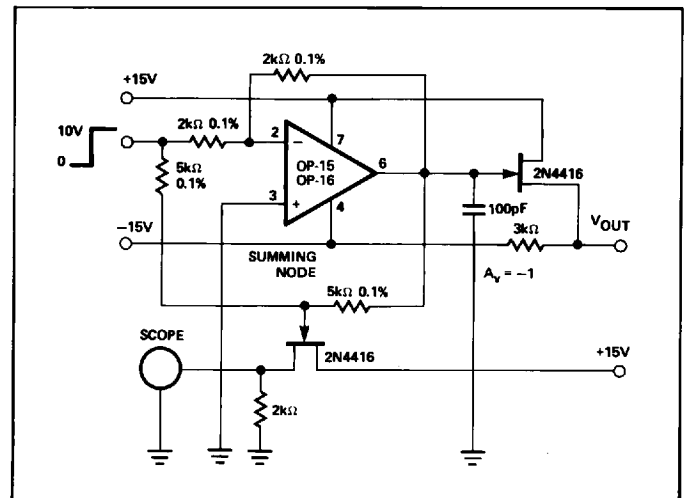 2kΩ 0.1%
+15V
10V
2kΩ 0.1%
0
2
7
–
5kΩ
0.1%
OP-15
OP-16
6
2N4416
3
+
4
100pF
3kΩ
VOUT
–15V
SUMMING
NODE
Av = –1
5kΩ 0.1%
SCOPE
2N4416
+15V
2kΩ